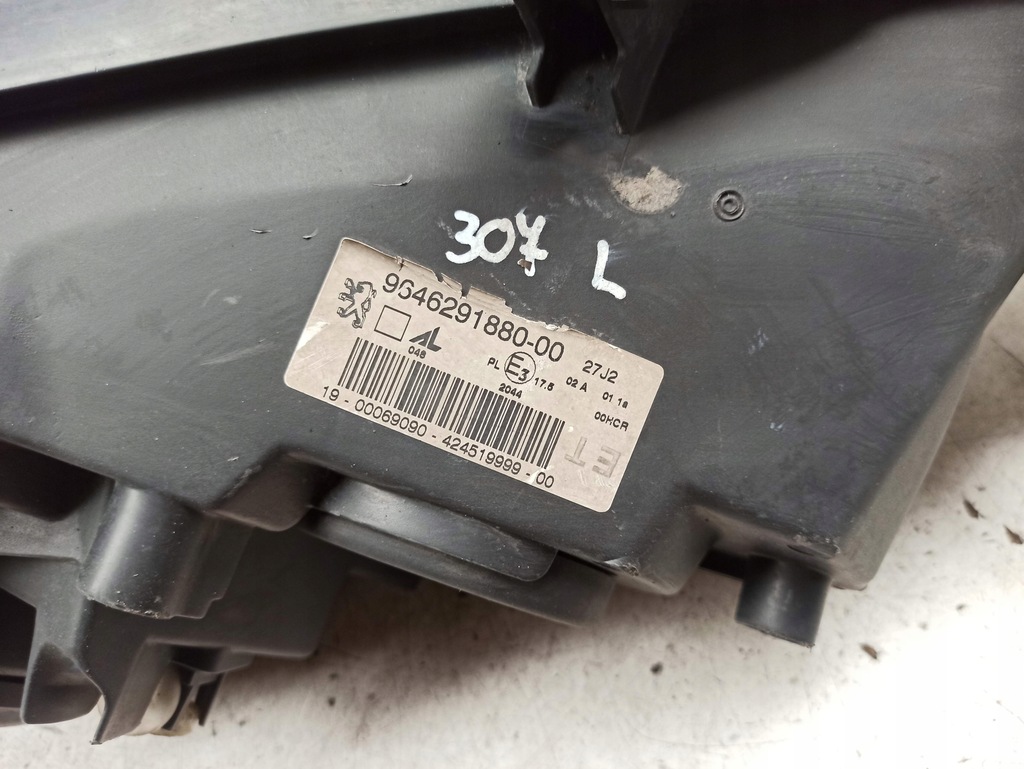 307 L
9646291880-00
AL
048
PL E3 17.5 02 A 01 1a
27J2
2044
00HCR
19 - 00069090 - 424519999 - 00
ET